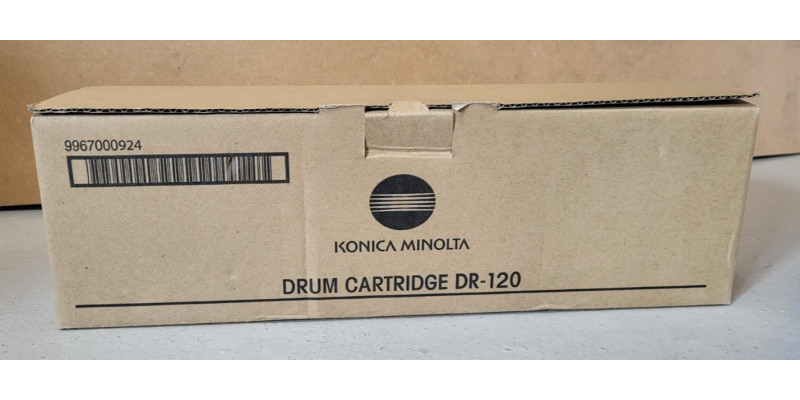 9967000924
KONICA MINOLTA
DRUM CARTRIDGE DR-120